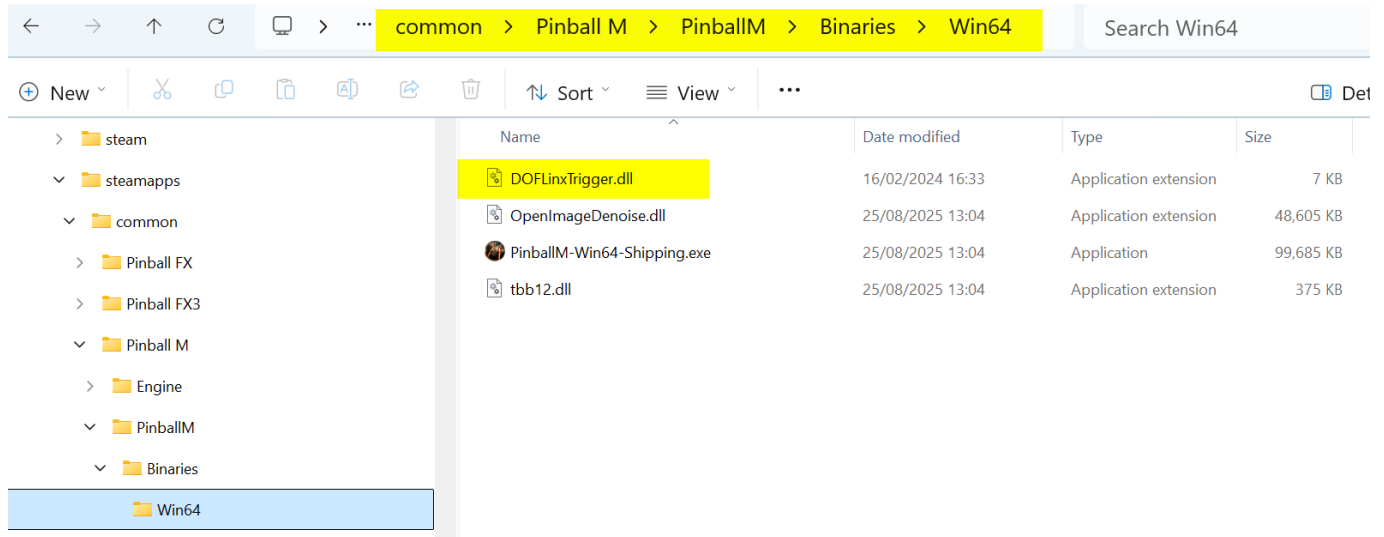 … common > Pinball M > PinballM > Binaries > Win64
Search Win64
New
Sort
View
...
steam
steamapps
common
Pinball FX
Pinball FX3
Pinball M
Engine
PinballM
Binaries
Win64
Name Date modified Type Size
DOFLinxTrigger.dll 16/02/2024 16:33 Application extension 7 KB
OpenImageDenoise.dll 25/08/2025 13:04 Application extension 48,605 KB
PinballM-Win64-Shipping.exe 25/08/2025 13:04 Application 99,685 KB
tbb12.dll 25/08/2025 13:04 Application extension 375 KB